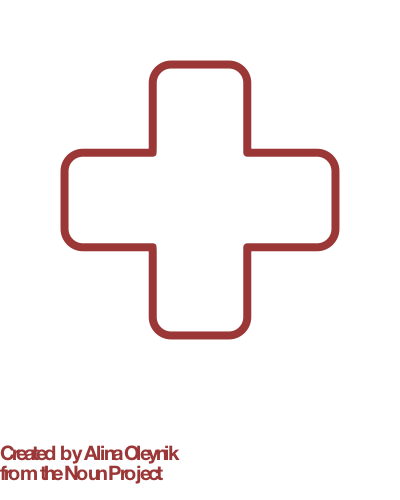 Created by Alina Oleynik
from the Noun Project